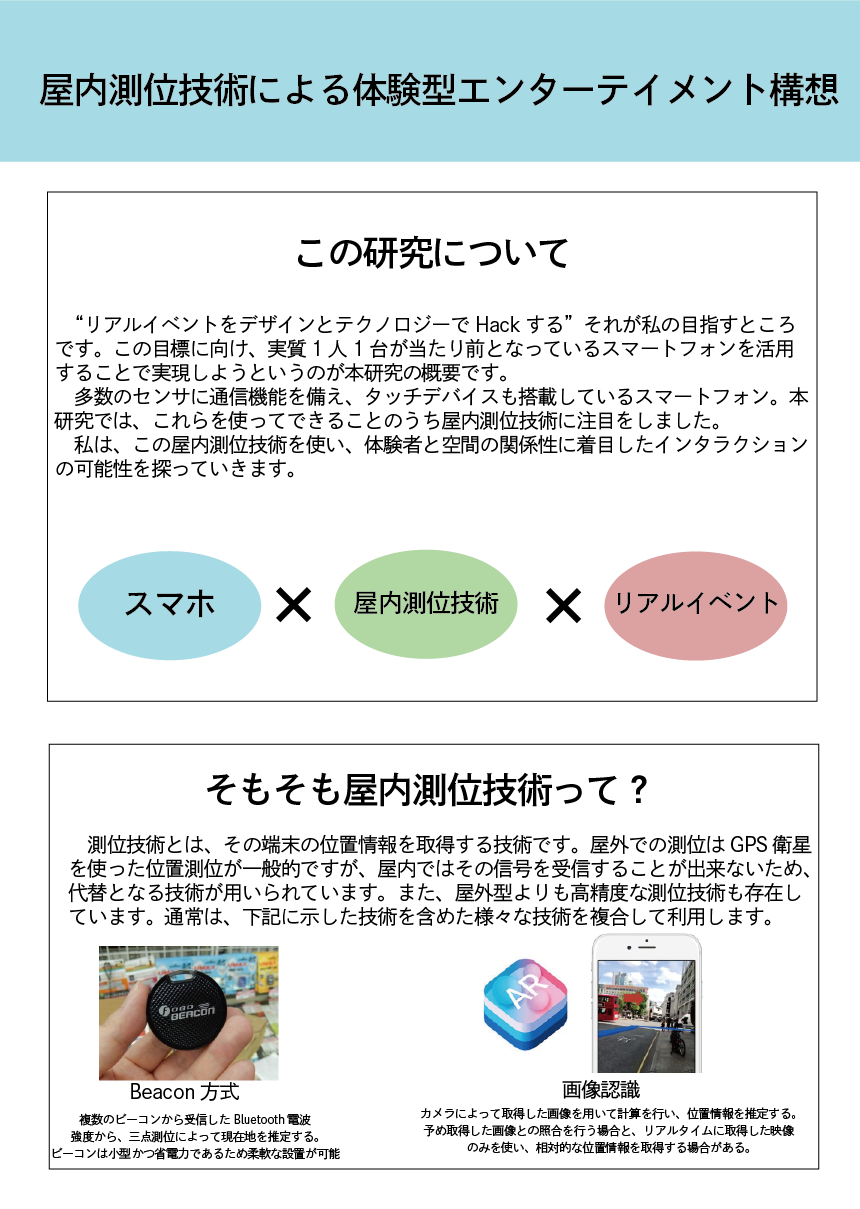 屋内測位技術による体験型エンターテイメント構想
この研究について
“リアルイベントをデザインとテクノロジーで Hack する”それが私の目指すところ
です。この目標に向け、実質１人１台が当たり前となっているスマートフォンを活用
することで実現しようというのが本研究の概要です。
多数のセンサに通信機能を備え、タッチデバイスも搭載しているスマートフォン。本
研究では、これらを使ってできることのうち屋内測位技術に注目をしました。
私は、この屋内測位技術を使い、体験者と空間の関係性に着目したインタラクション
の可能性を探っていきます。
スマホ × 屋内測位技術 × リアルイベント
そもそも屋内測位技術って？
測位技術とは、その端末の位置情報を取得する技術です。屋外での測位は GPS 衛星
を使った位置測位が一般的ですが、屋内ではその信号を受信することが出来ないため、
代替となる技術が用いられています。また、屋外型よりも高精度な測位技術も存在し
ています。通常は、下記に示した技術を含めた様々な技術を複合して利用します。
FOBO
BEACON
AR
Beacon 方式
複数のビーコンから受信した Bluetooth 電波
強度から、三点測位によって現在地を推定する。
ビーコンは小型かつ省電力であるため柔軟な設置が可能
画像認識
カメラによって取得した画像を用いて計算を行い、位置情報を推定する。
予め取得した画像との照合を行う場合と、リアルタイムに取得した映像
のみを使い、相対的な位置情報を取得する場合がある。